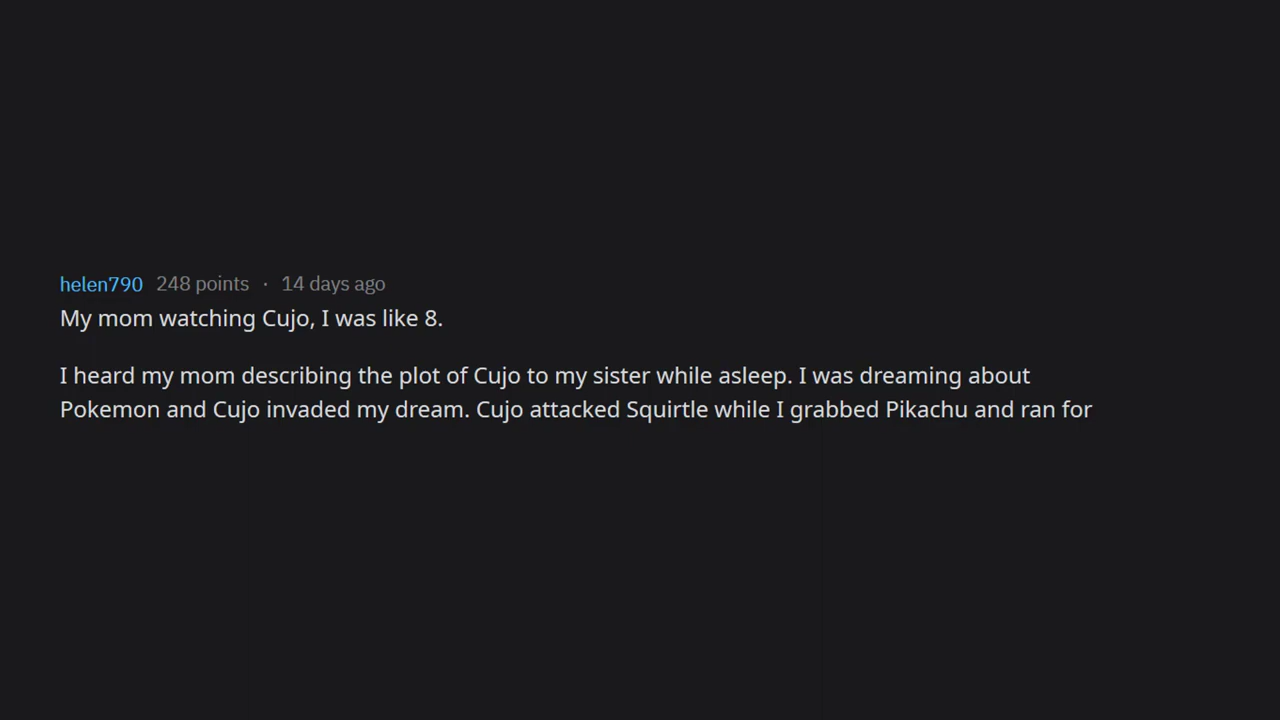 helen790 248 points · 14 days ago
My mom watching Cujo, I was like 8.
I heard my mom describing the plot of Cujo to my sister while asleep. I was dreaming about
Pokemon and Cujo invaded my dream. Cujo attacked Squirtle while I grabbed Pikachu and ran for